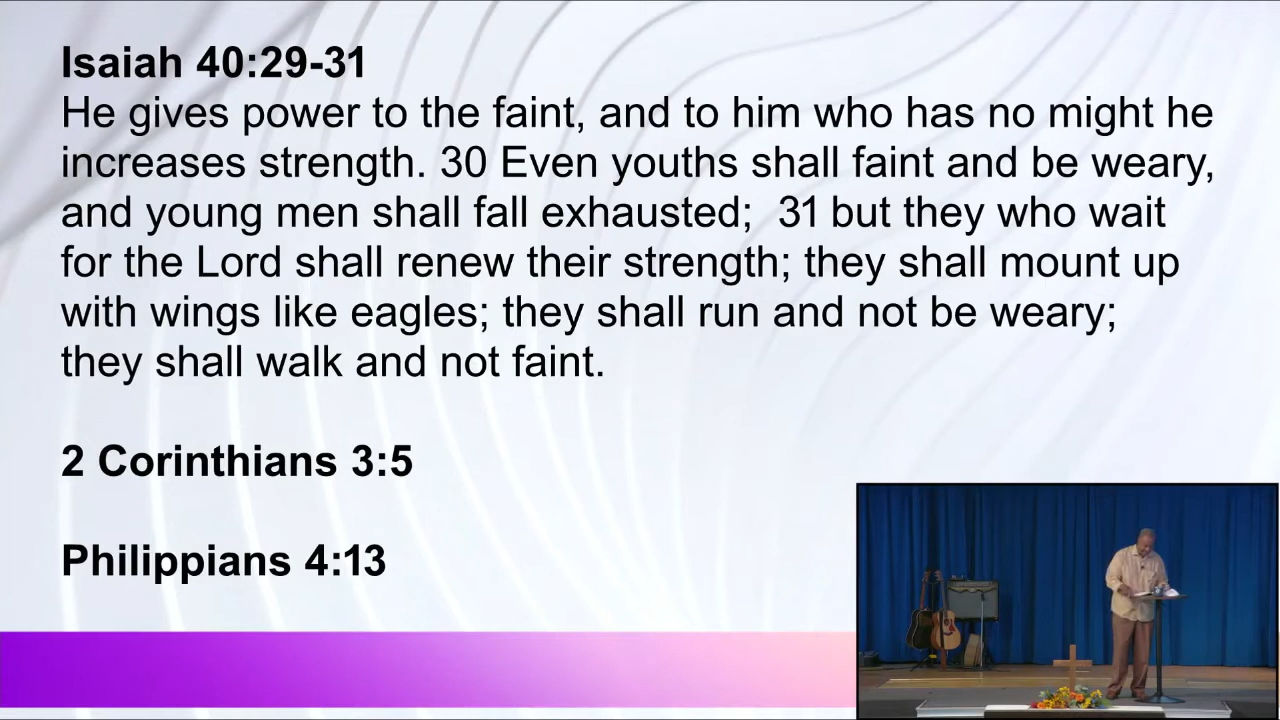 Isaiah 40:29-31
He gives power to the faint, and to him who has no might he
increases strength. 30 Even youths shall faint and be weary,
and young men shall fall exhausted;  31 but they who wait
for the Lord shall renew their strength; they shall mount up
with wings like eagles; they shall run and not be weary;
they shall walk and not faint.
2 Corinthians 3:5
Philippians 4:13